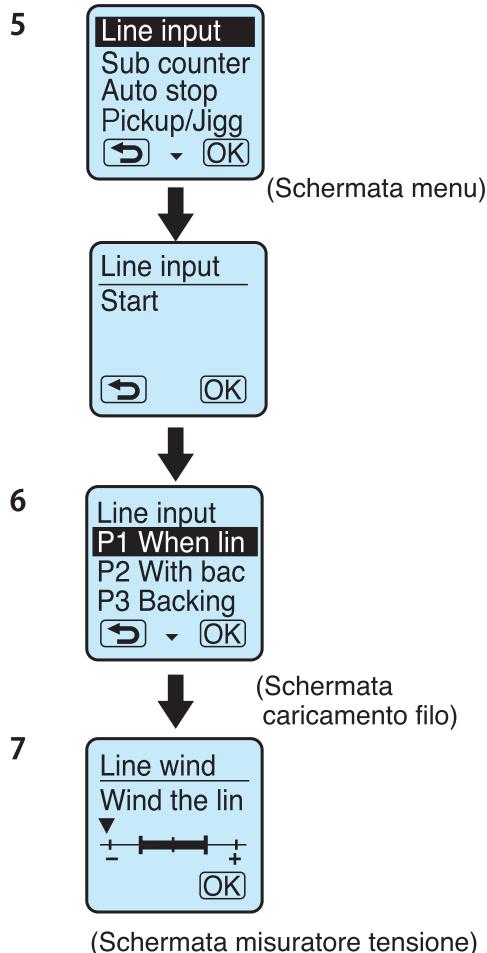 5
Line input
Sub counter
Auto stop
Pickup/Jigg
OK
(Schermata menu)
Line input
Start
OK
6
Line input
P1 When lin
P2 With bac
P3 Backing
OK
(Schermata
caricamento filo)
7
Line wind
Wind the lin
− +
OK
(Schermata misuratore tensione)